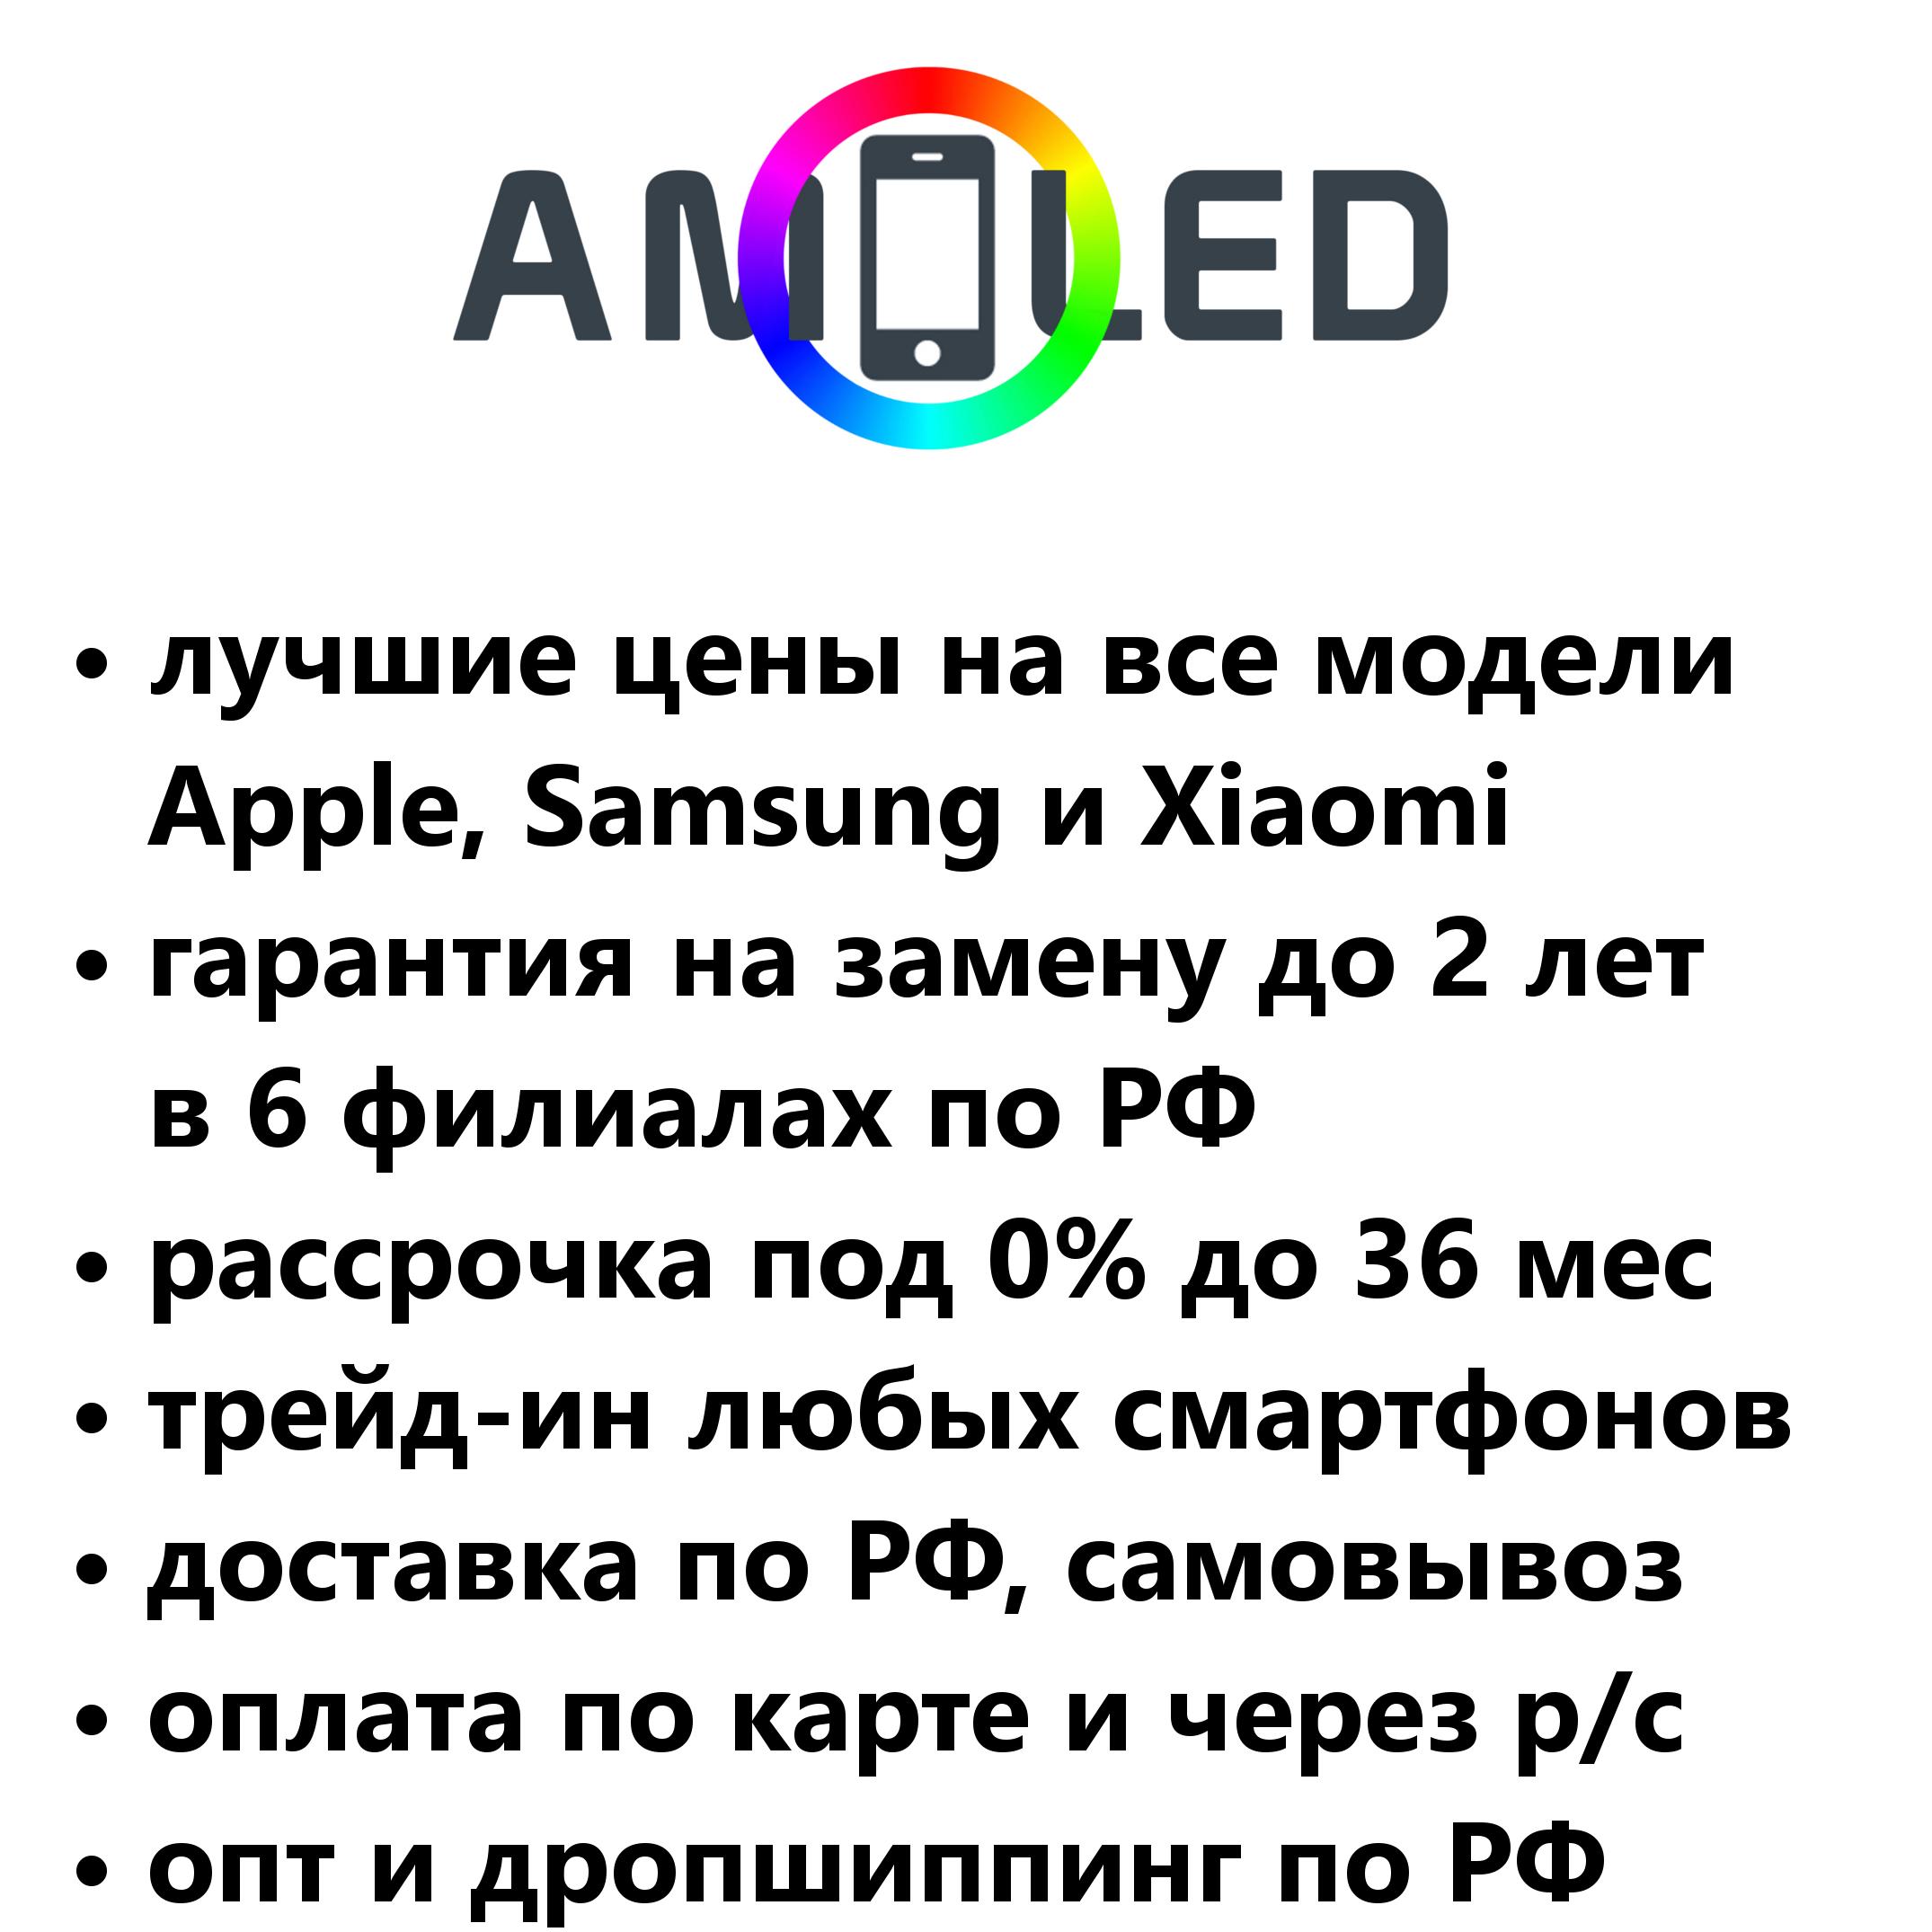 AMOLED
• лучшие цены на все модели
Apple, Samsung и Xiaomi
• гарантия на замену до 2 лет
в 6 филиалах по РФ
• рассрочка под 0% до 36 мес
• трейд-ин любых смартфонов
• доставка по РФ, самовывоз
• оплата по карте и через р/с
• опт и дропшиппинг по РФ